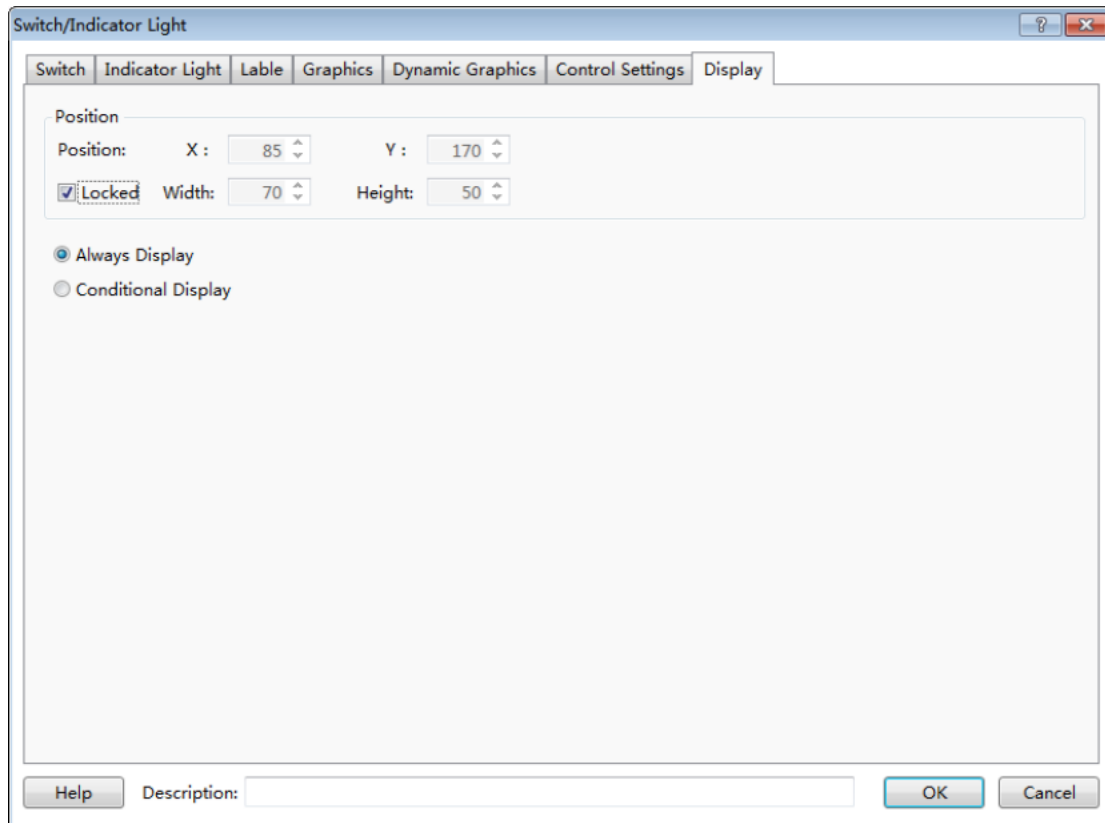 Switch/Indicator Light
Switch Indicator Light Lable Graphics Dynamic Graphics Control Settings Display
Position
Position: X : 85 Y : 170
Locked Width: 70 Height: 50
Always Display
Conditional Display
Help Description: OK Cancel